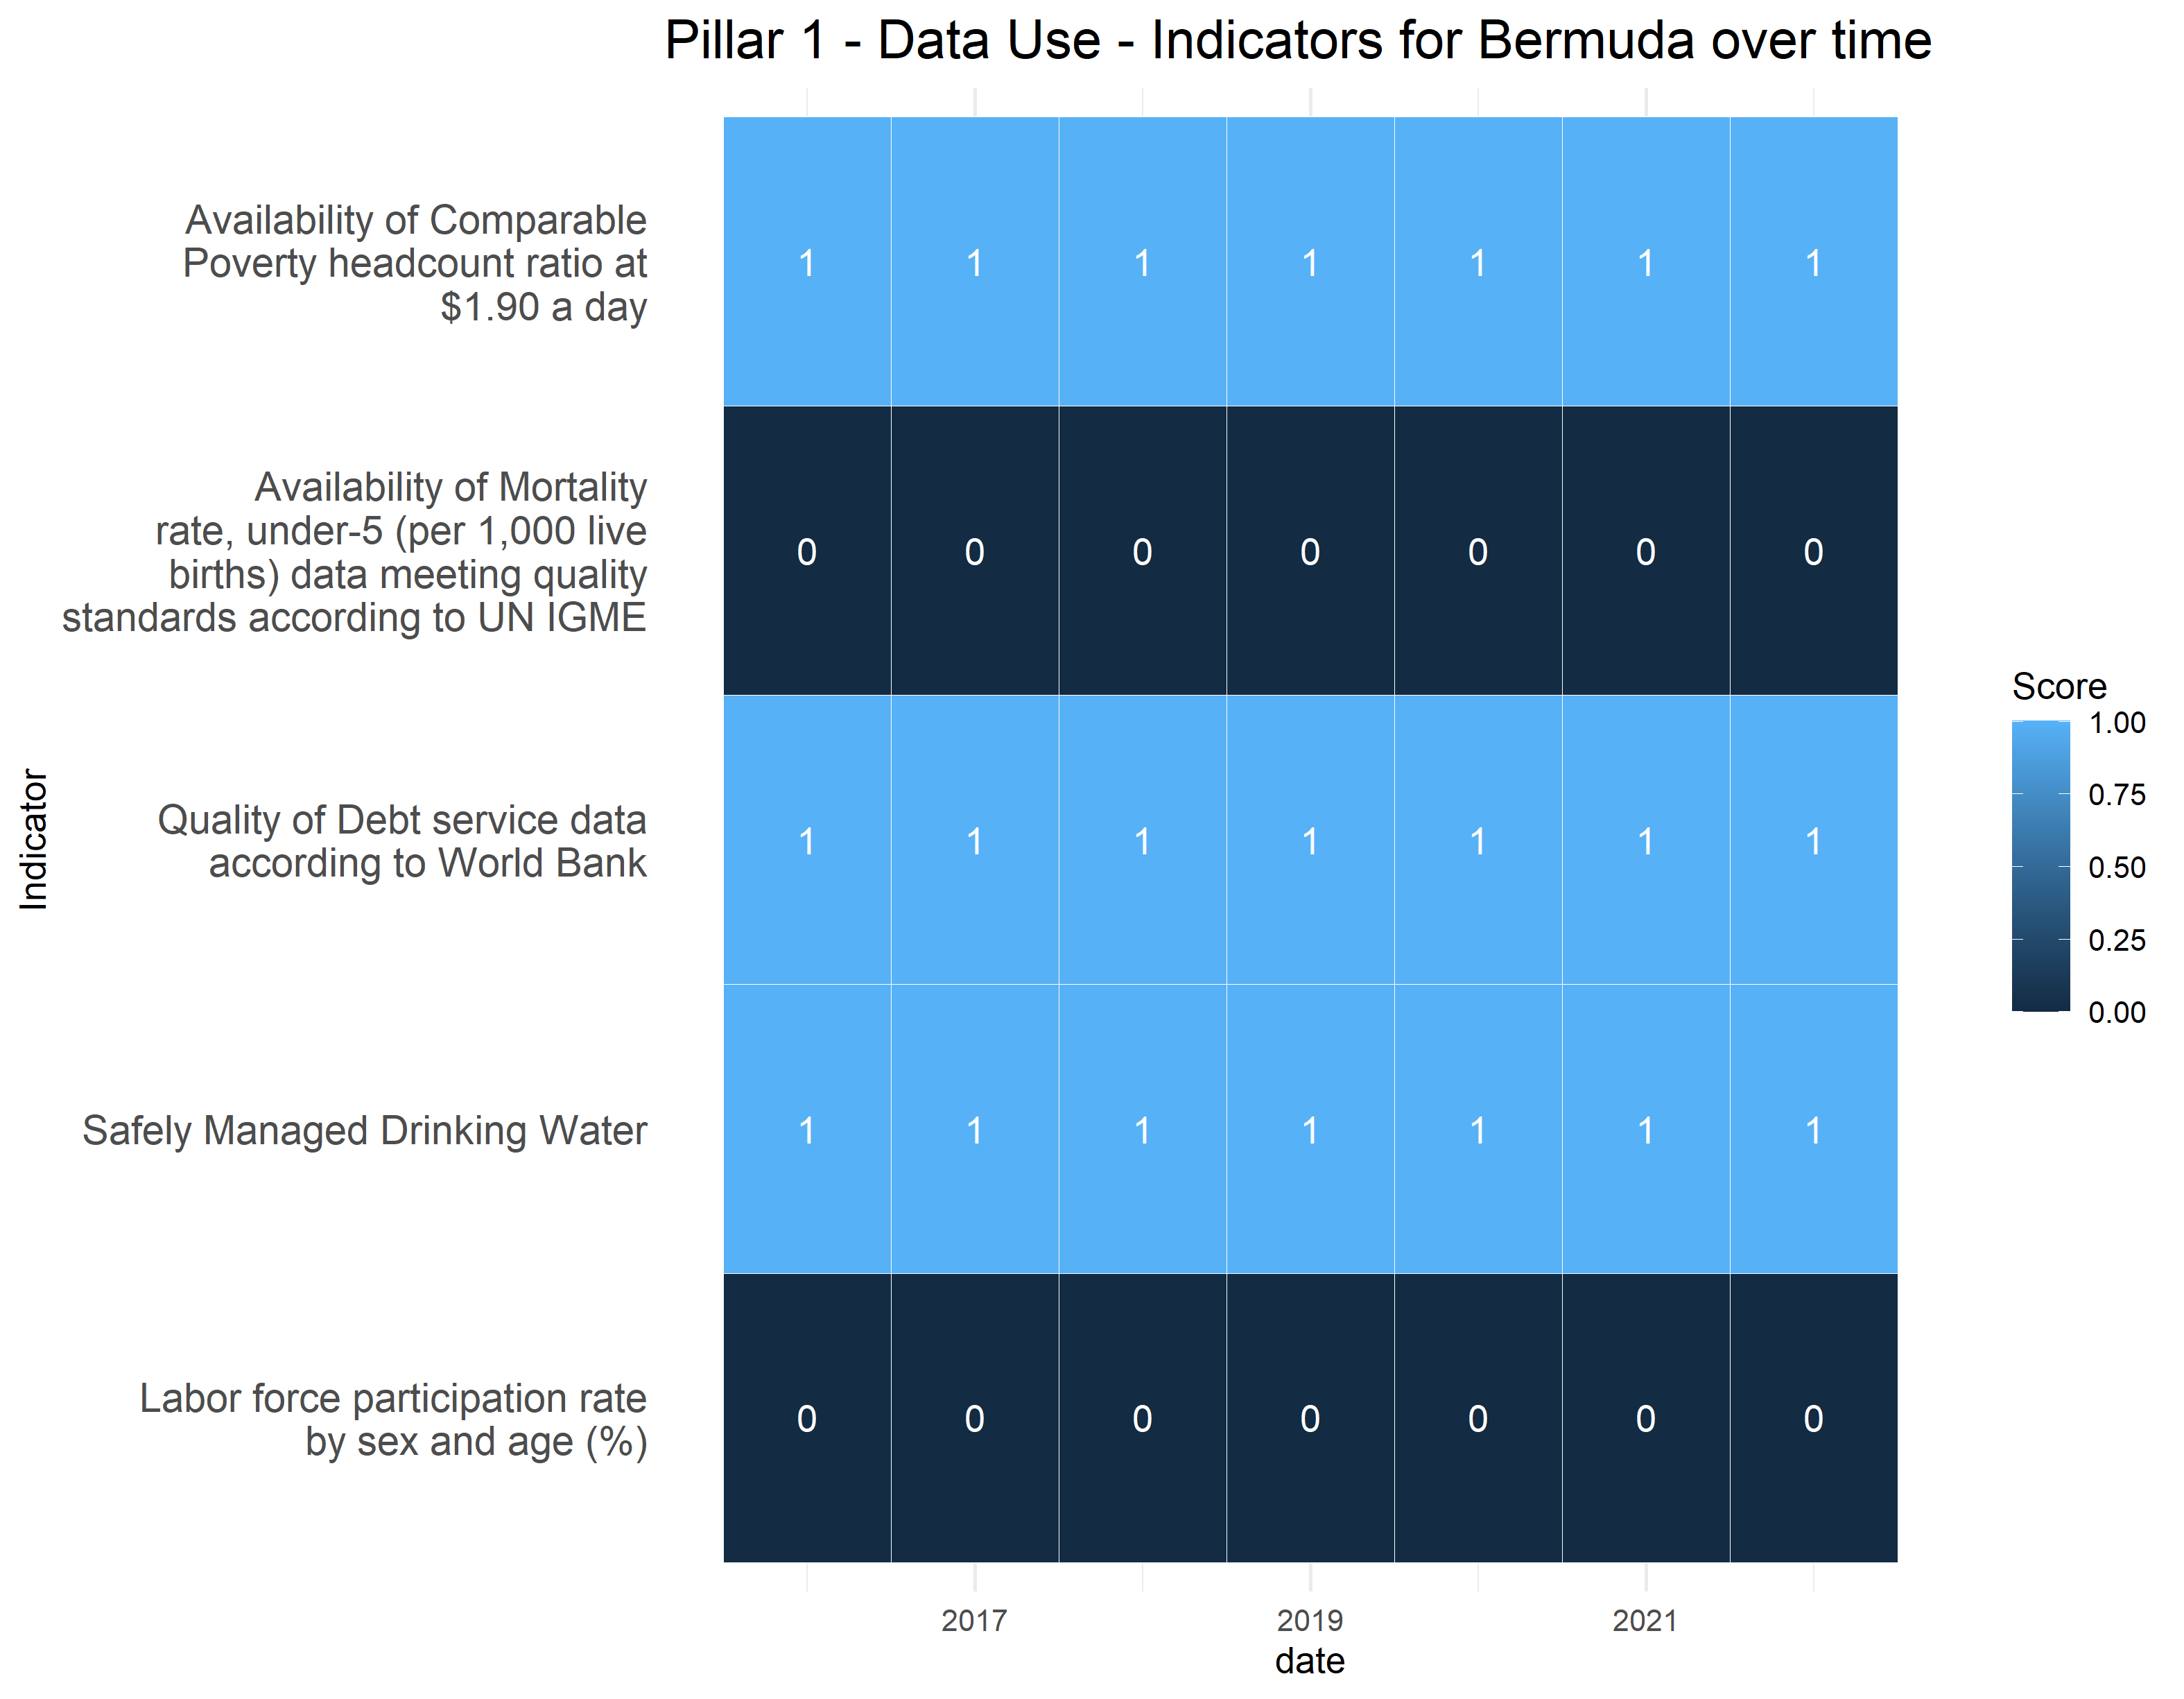 Pillar 1 - Data Use - Indicators for Bermuda over time
Availability of Comparable
Poverty headcount ratio at
$1.90 a day
1 1 1 1 1 1 1
Availability of Mortality
rate, under-5 (per 1,000 live
births) data meeting quality
standards according to UN IGME
0 0 0 0 0 0 0
Quality of Debt service data
according to World Bank
1 1 1 1 1 1 1
Safely Managed Drinking Water
1 1 1 1 1 1 1
Labor force participation rate
by sex and age (%)
0 0 0 0 0 0 0
Indicator
2017 2019 2021
date
Score
1.00
0.75
0.50
0.25
0.00